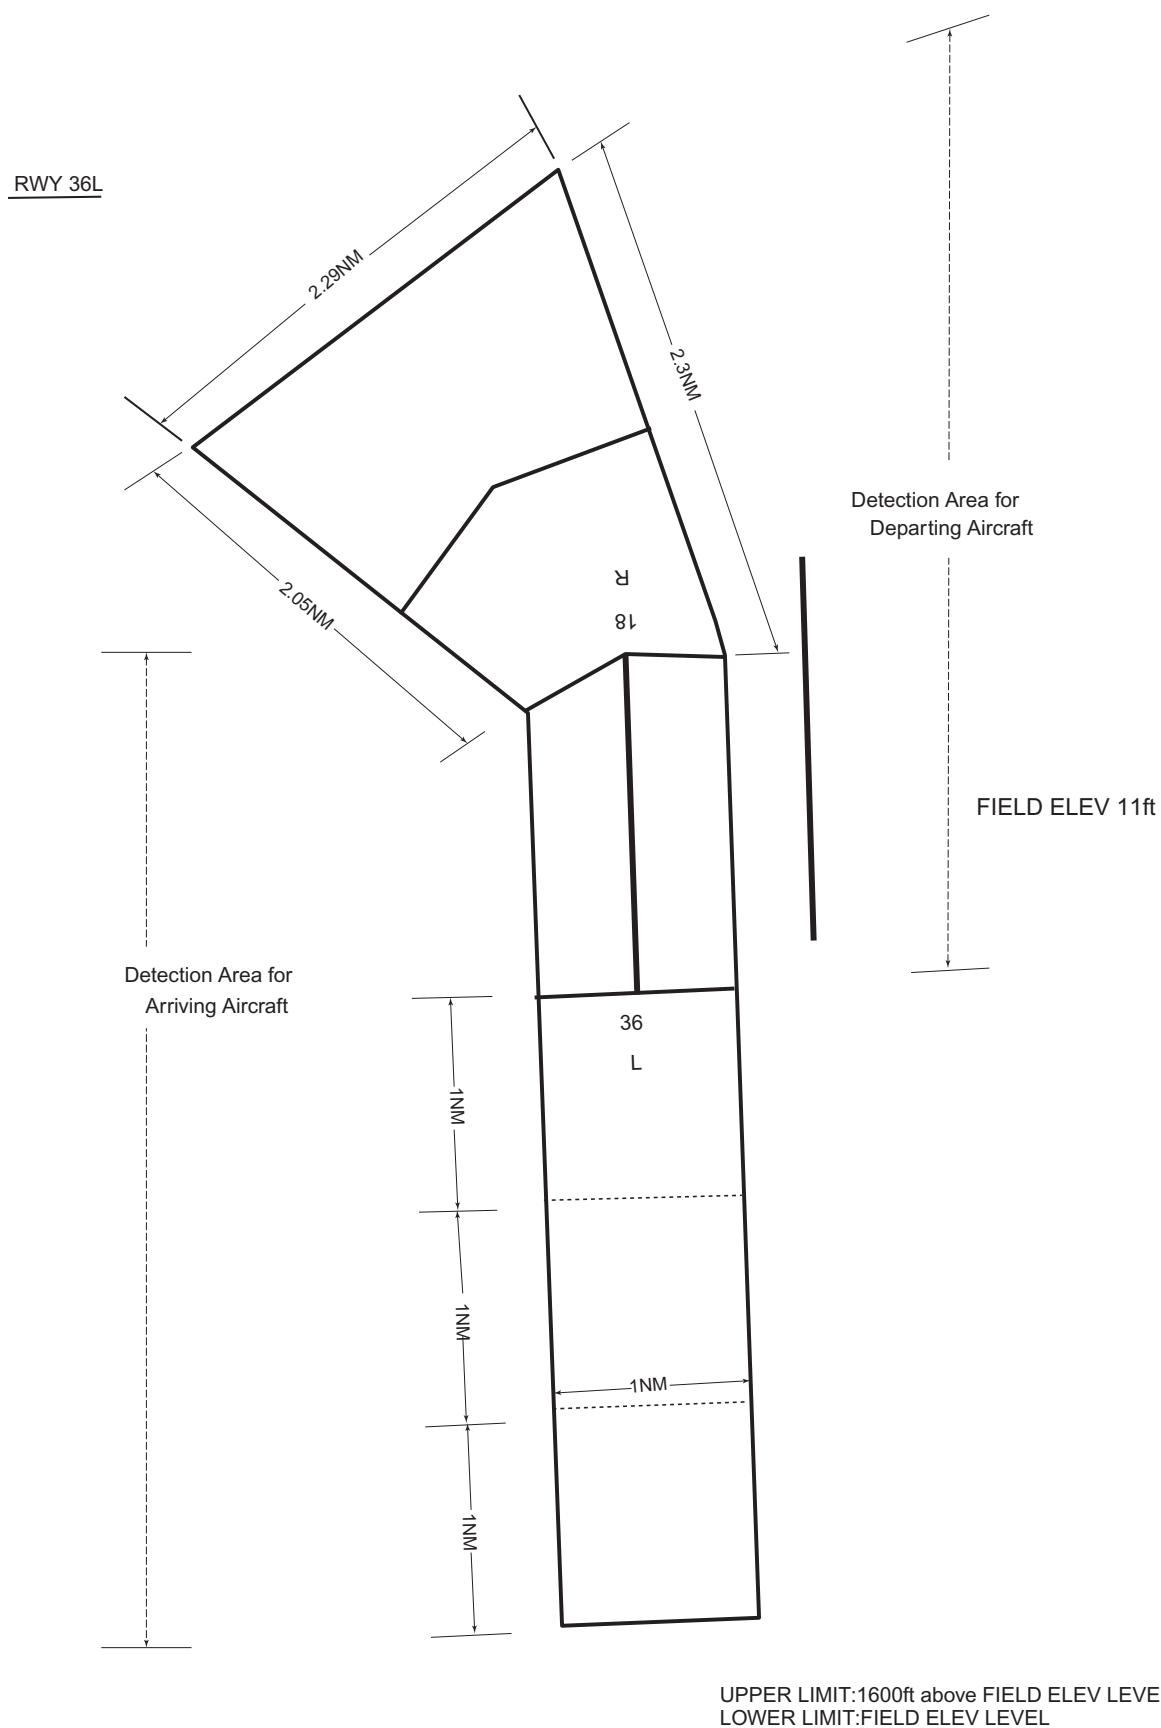 RWY 36L
2.29NM
2.3NM
Detection Area for
Departing Aircraft
R
18
2.05NM
FIELD ELEV 11ft
Detection Area for
Arriving Aircraft
36
L
1NM
1NM
1NM
1NM
UPPER LIMIT:1600ft above FIELD ELEV LEVE
LOWER LIMIT:FIELD ELEV LEVEL